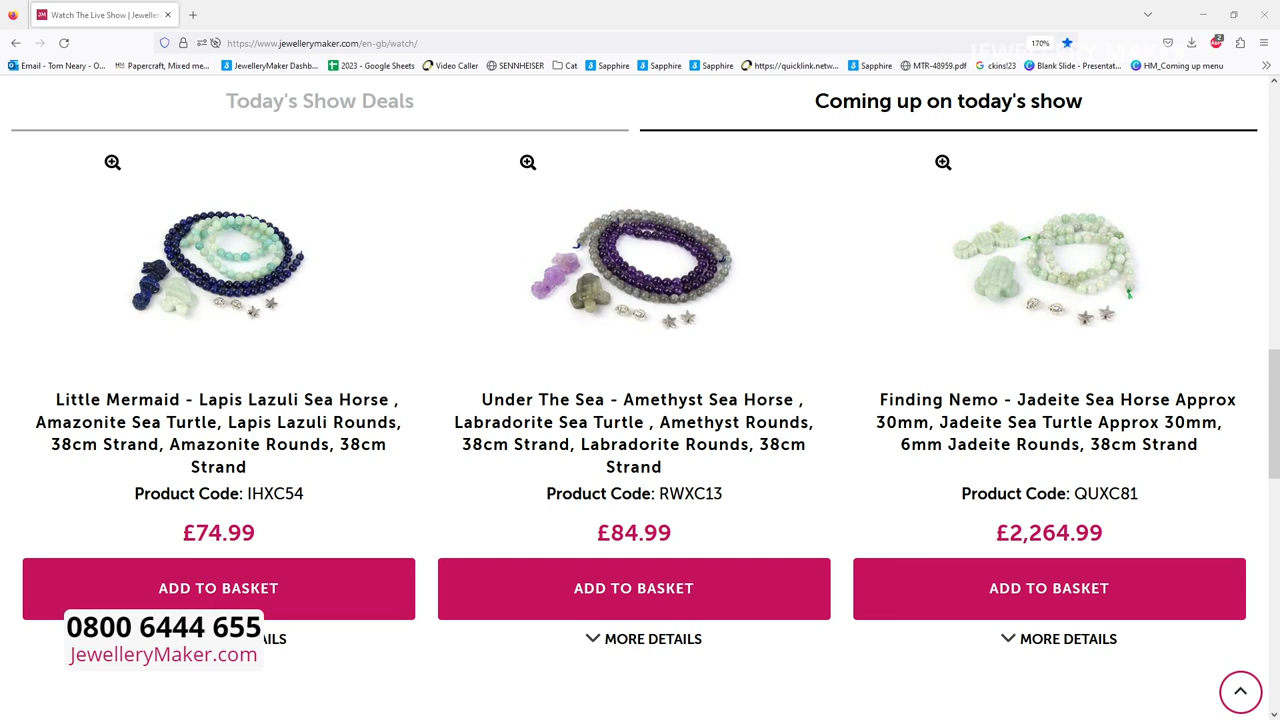 Watch The Live Show | Jeweller
https://www.jewellerymaker.com/en-gb/watch/
170%
2
Email - Tom Neary - O...
Papercraft, Mixed me...
JewelleryMaker Dashb...
2023 - Google Sheets
Video Caller
SENNHEISER
Cat
Sapphire
Sapphire
Sapphire
https://quicklink.netw...
Sapphire
MTR-48959.pdf
ckins!23
Blank Slide - Presentat...
HM_Coming up menu
Today's Show Deals
Coming up on today's show
Little Mermaid - Lapis Lazuli Sea Horse ,
Amazonite Sea Turtle, Lapis Lazuli Rounds,
38cm Strand, Amazonite Rounds, 38cm
Strand
Product Code: IHXC54
£74.99
ADD TO BASKET
Under The Sea - Amethyst Sea Horse ,
Labradorite Sea Turtle , Amethyst Rounds,
38cm Strand, Labradorite Rounds, 38cm
Strand
Product Code: RWXC13
£84.99
ADD TO BASKET
MORE DETAILS
Finding Nemo - Jadeite Sea Horse Approx
30mm, Jadeite Sea Turtle Approx 30mm,
6mm Jadeite Rounds, 38cm Strand
Product Code: QUXC81
£2,264.99
ADD TO BASKET
MORE DETAILS
0800 6444 655
JewelleryMaker.com